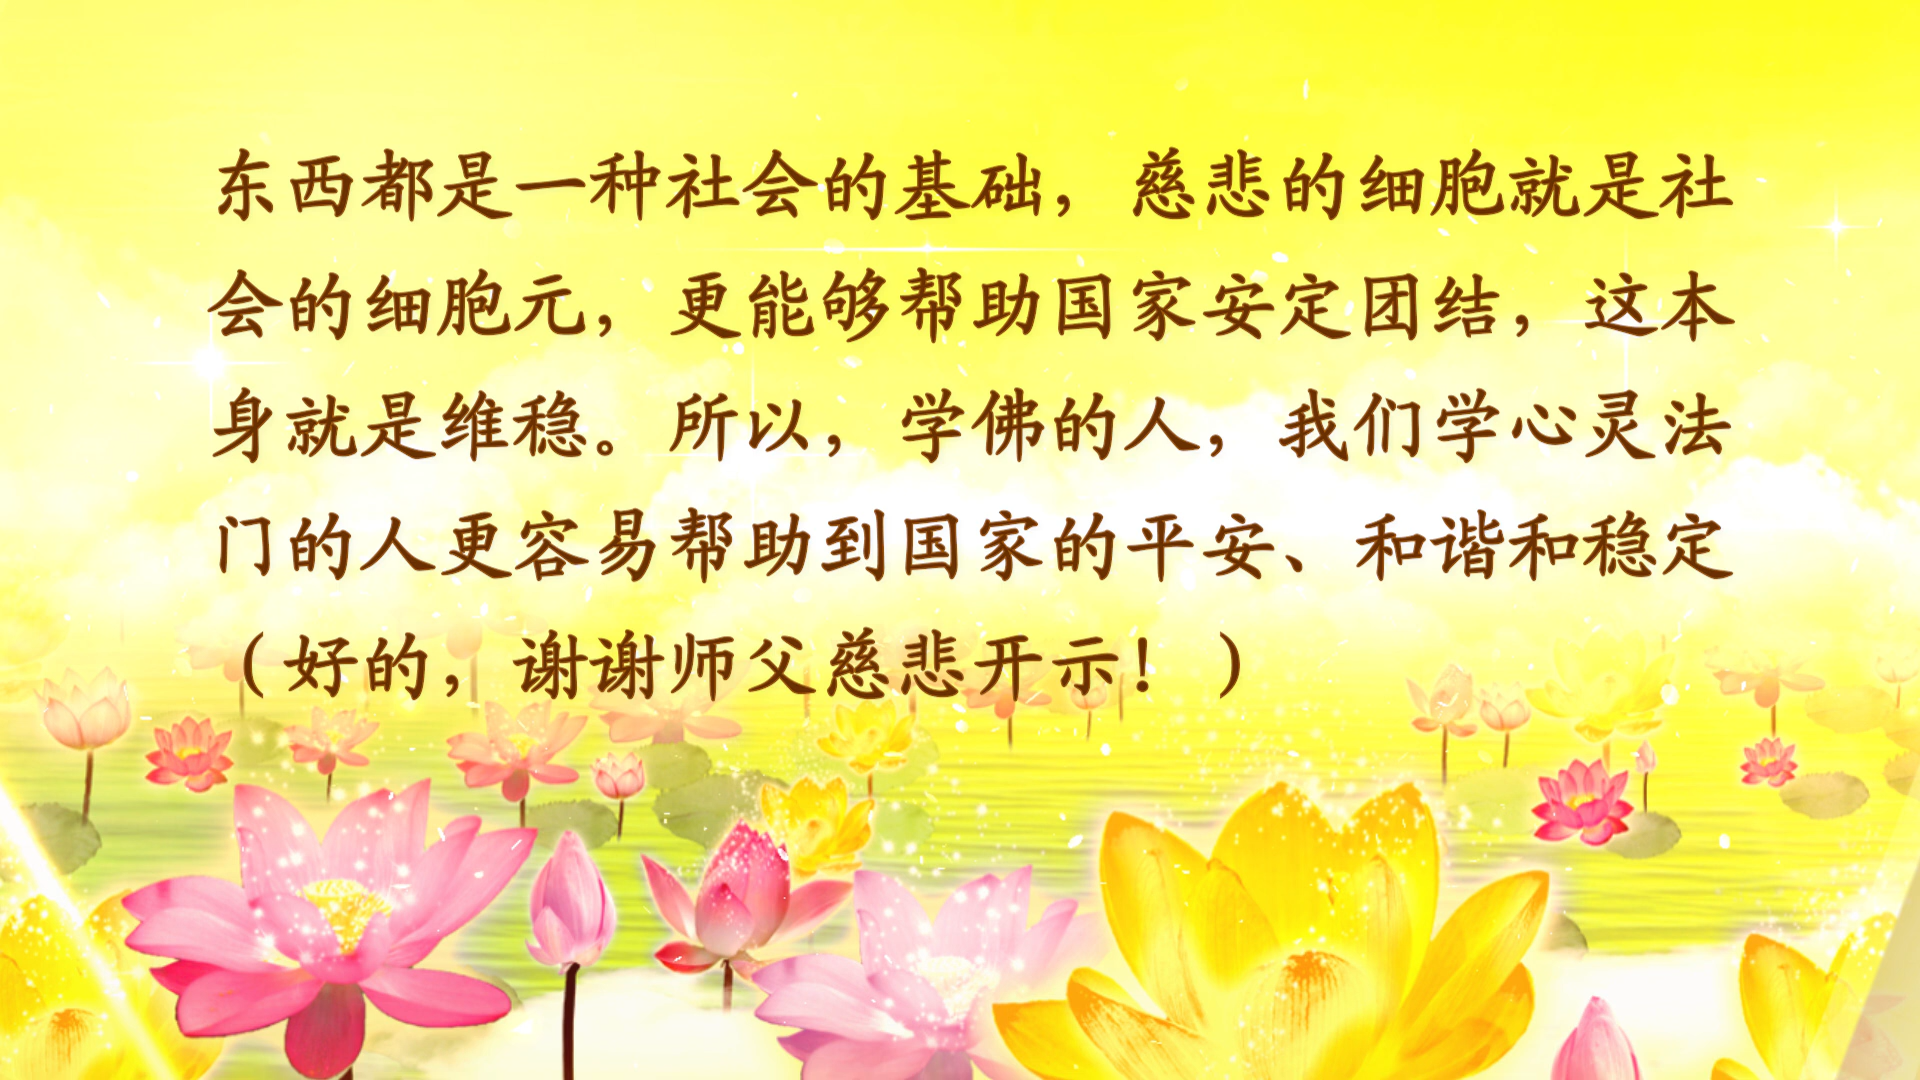 东西都是一种社会的基础，慈悲的细胞就是社
会的细胞元，更能够帮助国家安定团结，这本
身就是维稳。所以，学佛的人，我们学心灵法
门的人更容易帮助到国家的平安、和谐和稳定
（好的，谢谢师父慈悲开示！）